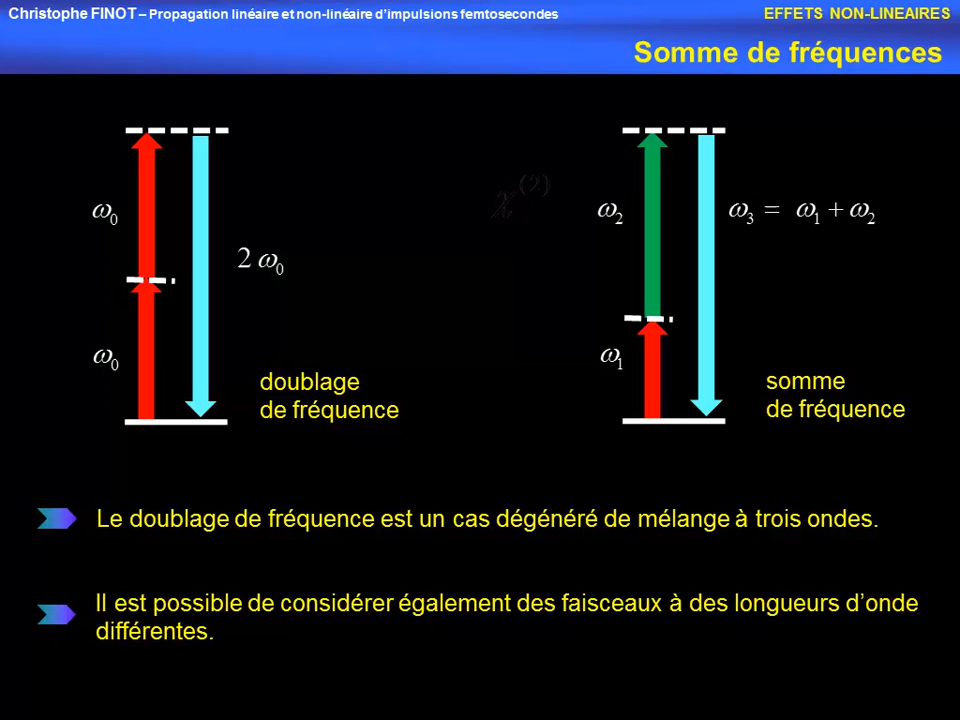 Christophe FINOT – Propagation linéaire et non-linéaire d’impulsions femtosecondes
EFFETS NON-LINEAIRES
Somme de fréquences
ω0
2 ω0
ω0
doublage
de fréquence
χ(2)
ω2
ω3 = ω1 + ω2
ω1
somme
de fréquence
Le doublage de fréquence est un cas dégénéré de mélange à trois ondes.
Il est possible de considérer également des faisceaux à des longueurs d’onde
différentes.